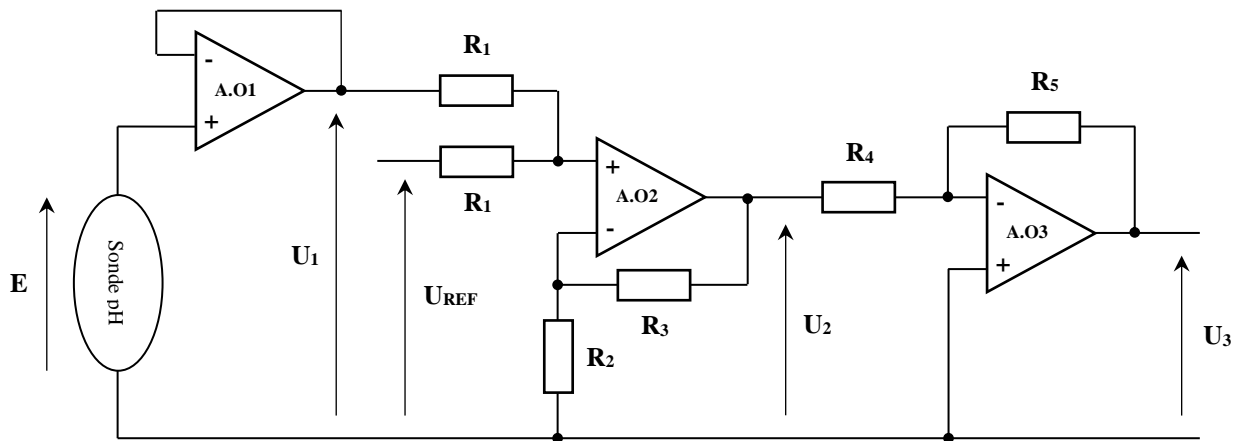 R1
-
A.O1
+
R5
R4
R1
+
A.O2
-
-
A.O3
+
E
Sonde pH
U1
UREF
R3
R2
U2
U3